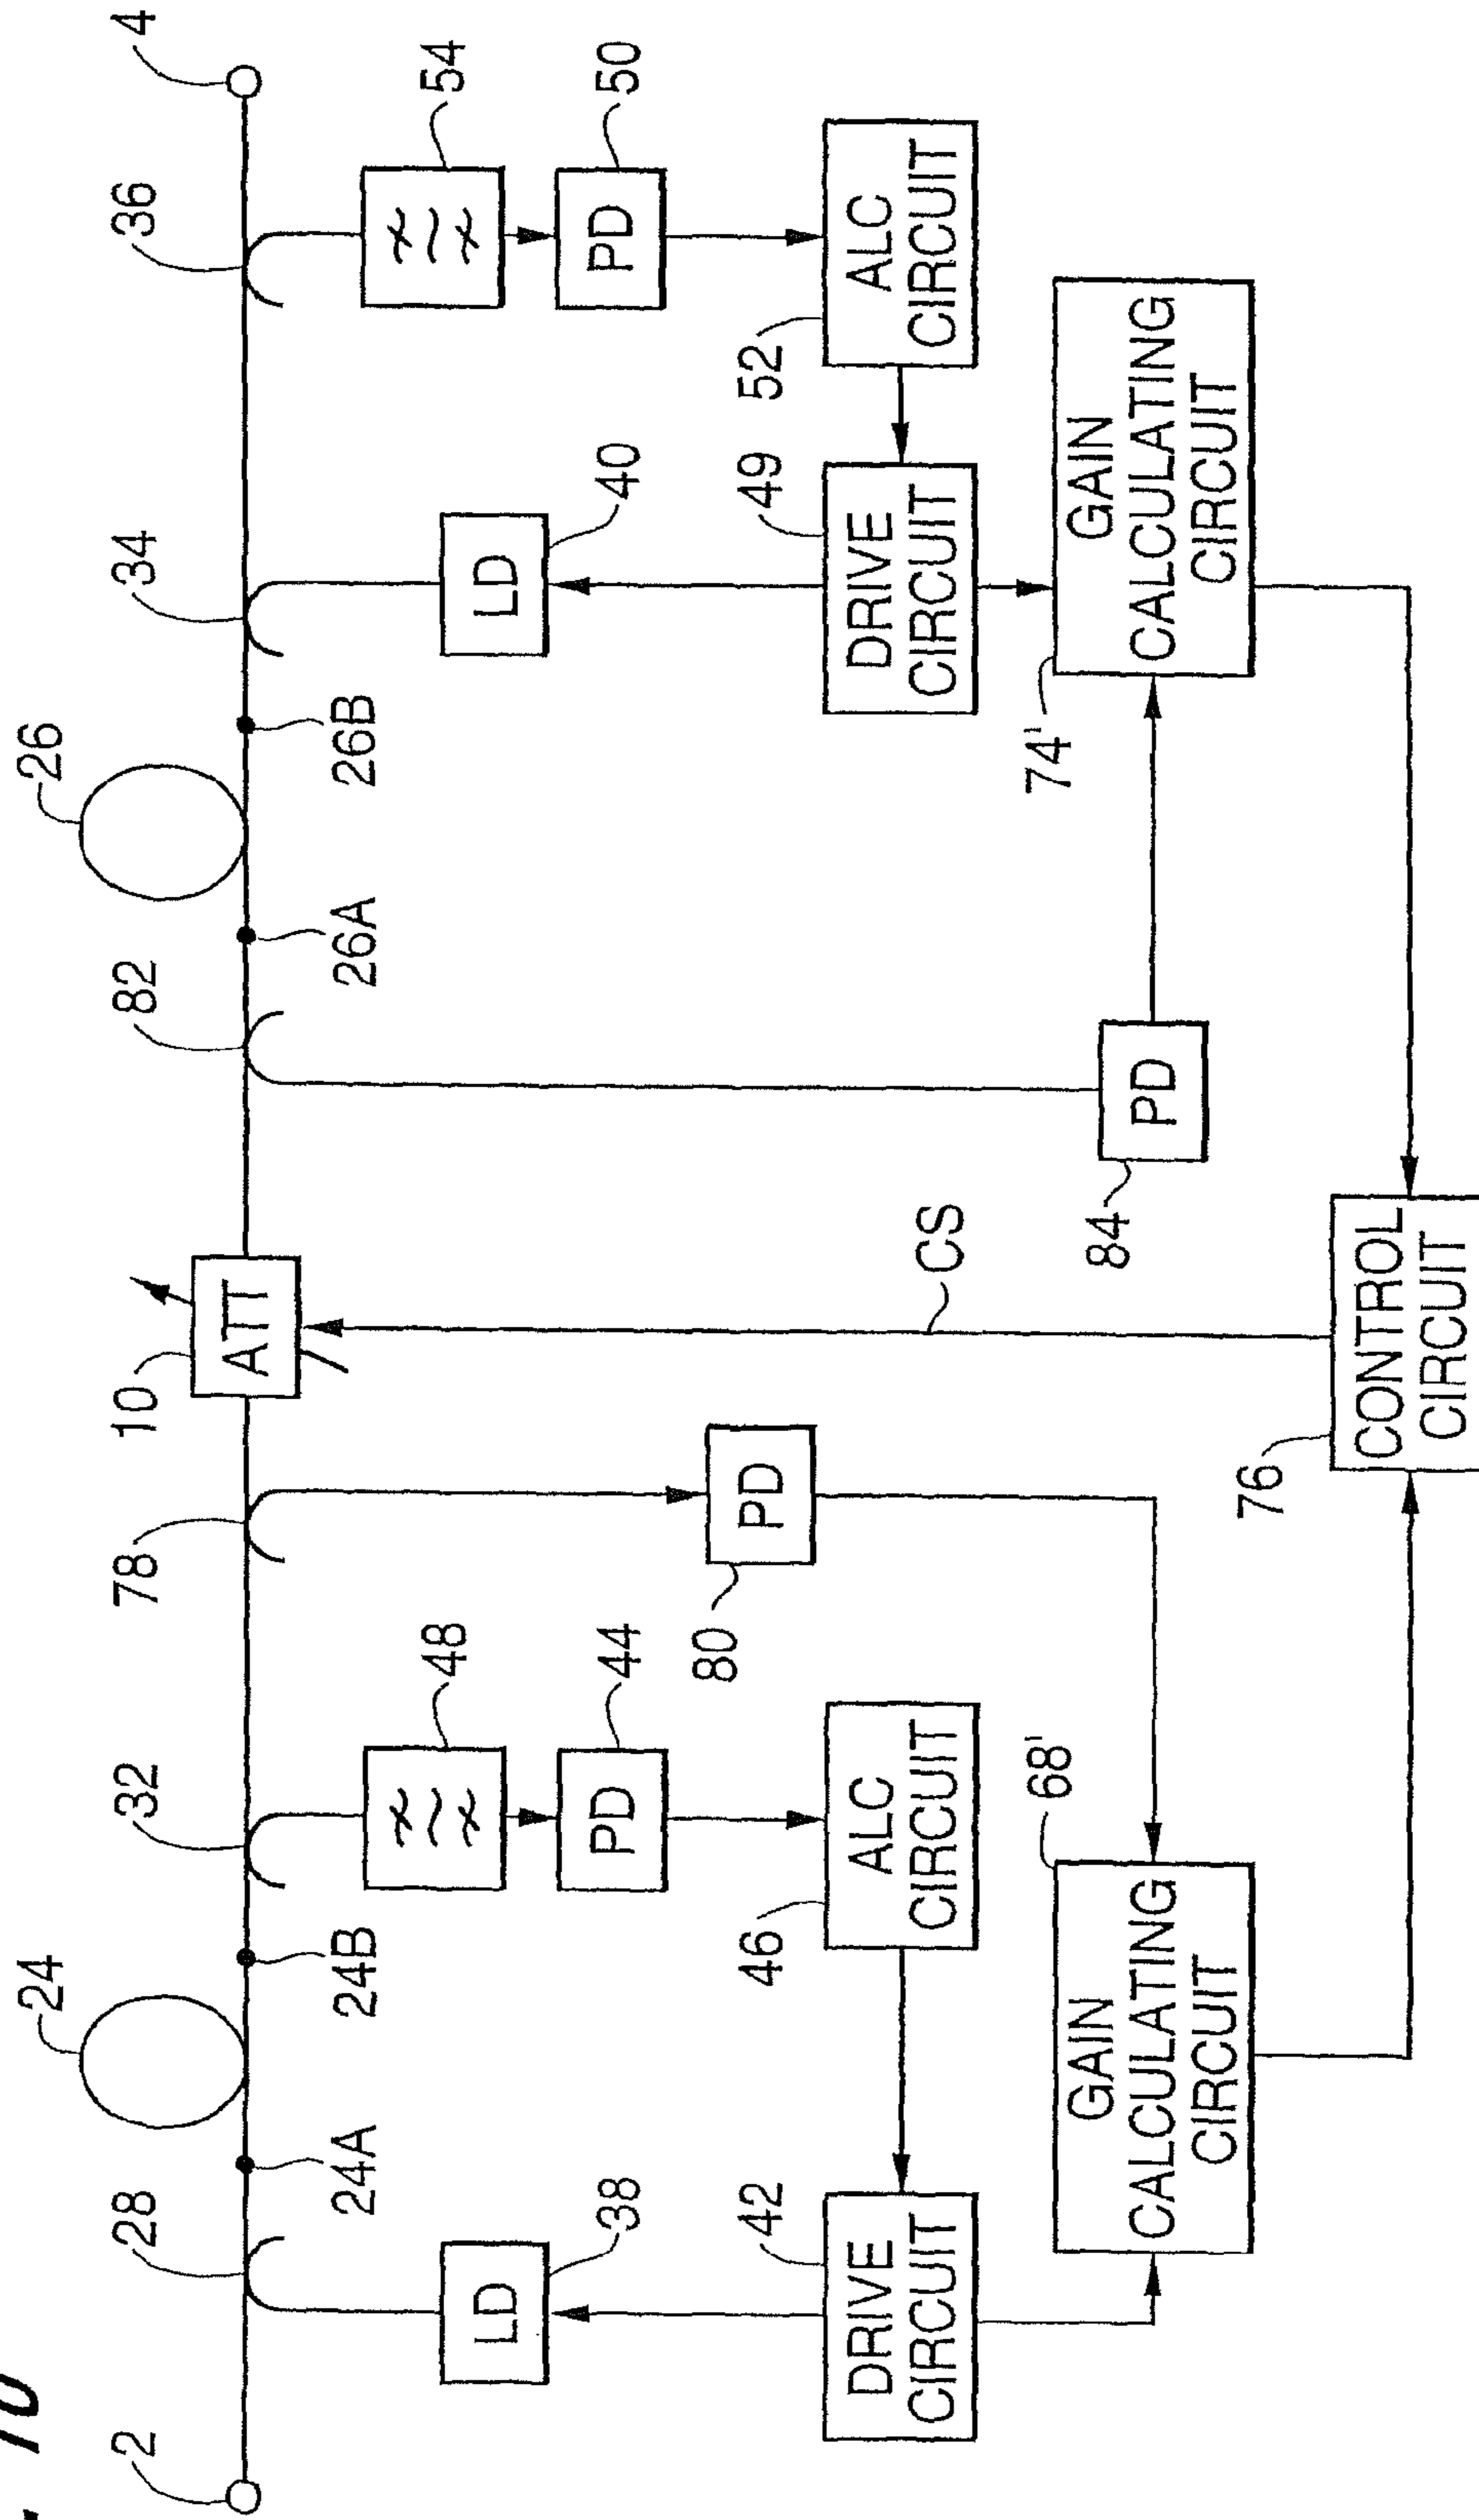 10
24
26
2
28
32
78
10
82
34
36
4
ATT
24A
24B
26A
26B
48
54
LD
38
PD
44
LD
40
PD
50
PD
80
42
46
CS
49
52
DRIVE
CIRCUIT
ALC
CIRCUIT
DRIVE
CIRCUIT
ALC
CIRCUIT
68'
84
74'
GAIN
CALCULATING
CIRCUIT
PD
GAIN
CALCULATING
CIRCUIT
76
CONTROL
CIRCUIT